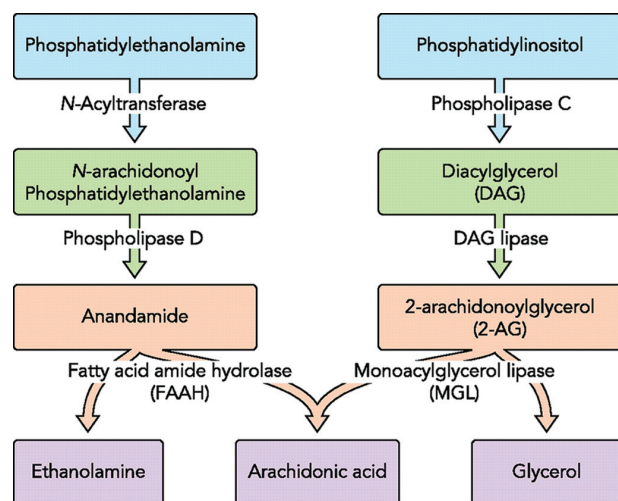 Phosphatidylethanolamine
Phosphatidylinositol
N-Acyltransferase
Phospholipase C
N-arachidonoyl
Phosphatidylethanolamine
Diacylglycerol
(DAG)
Phospholipase D
DAG lipase
Anandamide
2-arachidonoylglycerol
(2-AG)
Fatty acid amide hydrolase
(FAAH)
Monoacylglycerol lipase
(MGL)
Ethanolamine
Arachidonic acid
Glycerol